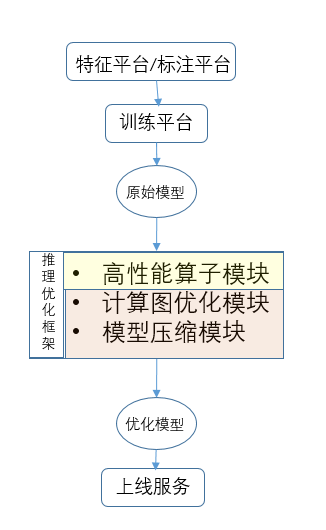 特征平台/标注平台
训练平台
原始模型
推理优化框架
• 高性能算子模块
• 计算图优化模块
• 模型压缩模块
优化模型
上线服务